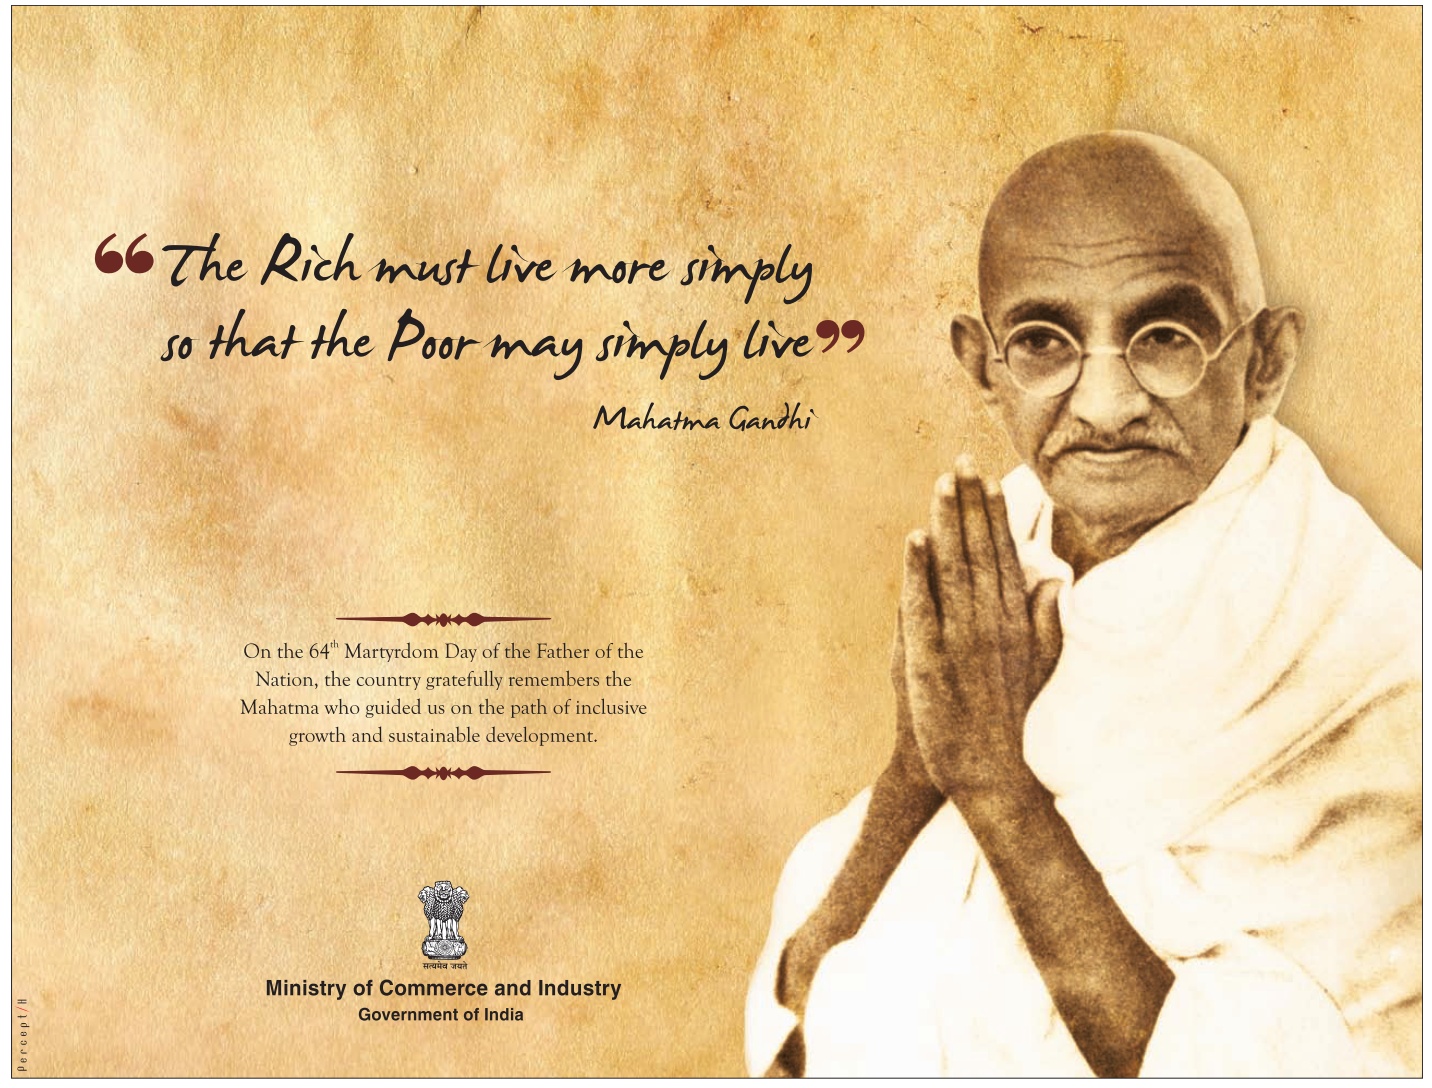 “The Rich must live more simply
so that the Poor may simply live”
Mahatma Gandhi
On the 64th Martyrdom Day of the Father of the
Nation, the country gratefully remembers the
Mahatma who guided us on the path of inclusive
growth and sustainable development.
सत्यमेव जयते
Ministry of Commerce and Industry
Government of India
percept/H